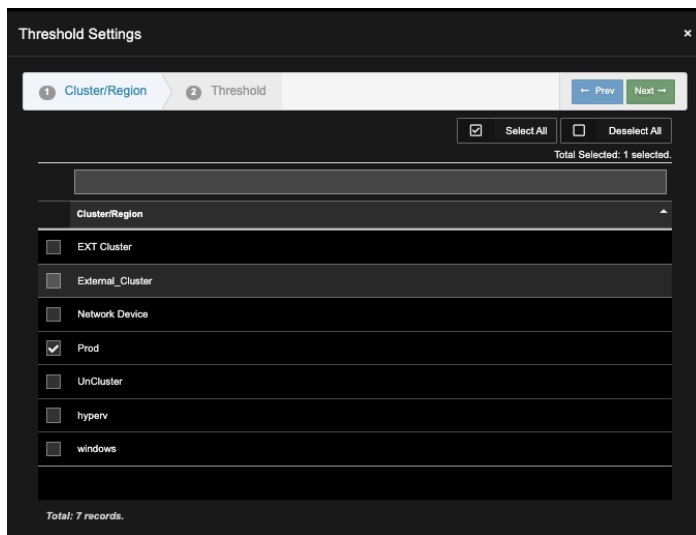 Threshold Settings ×
1 Cluster/Region 2 Threshold ← Prev Next →
Select All Deselect All
Total Selected: 1 selected.
Cluster/Region
EXT Cluster
External_Cluster
Network Device
Prod
UnCluster
hyperv
windows
Total: 7 records.